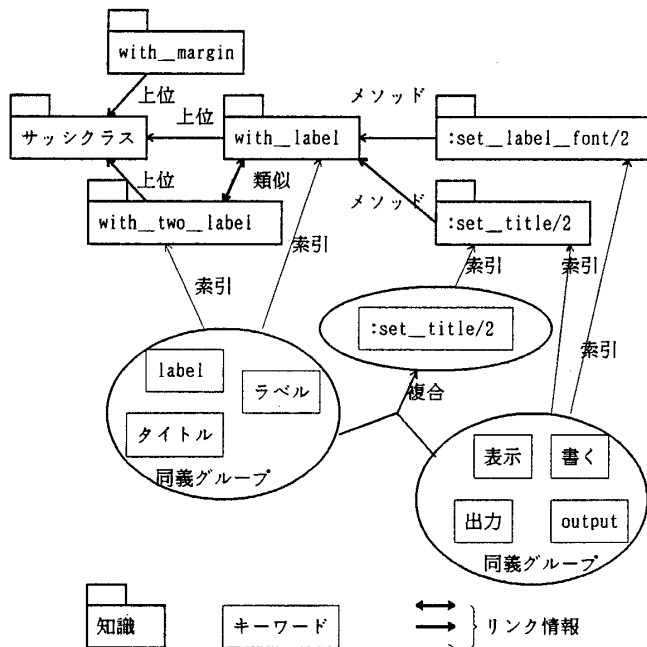 with__margin
上位
メソッド
サッシクラス
上位
with__label
:set__label__font/2
上位
類似
メソッド
with__two__label
:set__title/2
索引
索引
索引
索引
索引
:set__title/2
label
ラベル
タイトル
同義グループ
複合
表示
書く
出力
output
同義グループ
知識
キーワード
リンク情報